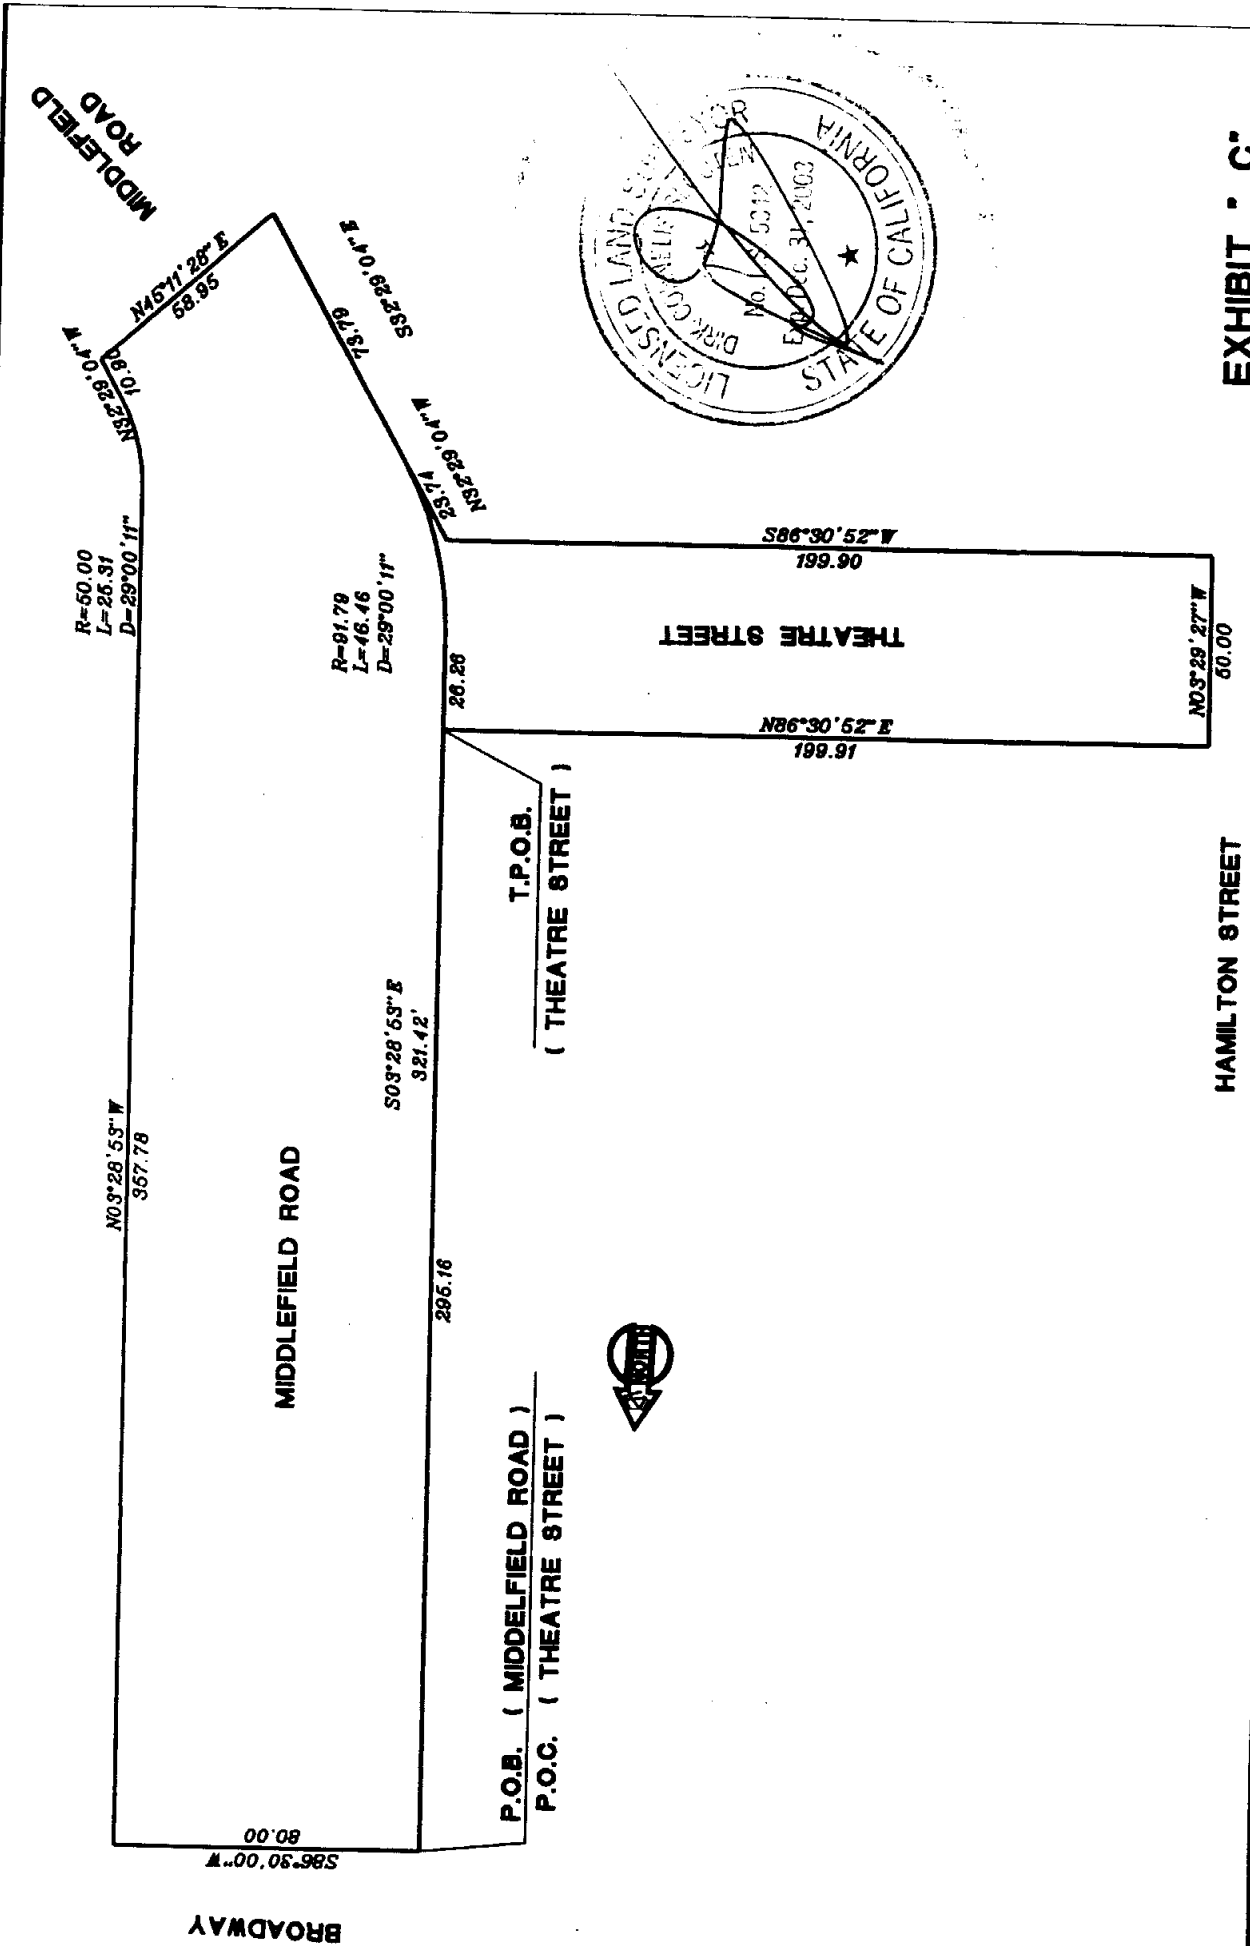 MIDDLEFIELD
ROAD
N45°11'28"E
58.95
N32°29'04"W
10.90
S32°29'04"E
73.79
N32°29'04"W
23.74
R=50.00
L=25.31
D=29°00'11"
R=91.79
L=46.46
D=29°00'11"
26.26
S86°30'52"W
199.90
THEATRE STREET
N86°30'52"E
199.91
N03°29'27"W
50.00
HAMILTON STREET
T.P.O.B.
( THEATRE STREET )
N03°28'53"W
357.78
S03°28'53"E
321.42'
MIDDLEFIELD ROAD
295.16
NORTH
P.O.B. ( MIDDELFIELD ROAD )
P.O.C. ( THEATRE STREET )
S86°30'00"W
80.00
BROADWAY
LICENSED LAND SURVEYOR
DIRK
No.
Exp. Dec. 31, 2003
STATE OF CALIFORNIA
EXHIBIT " C"